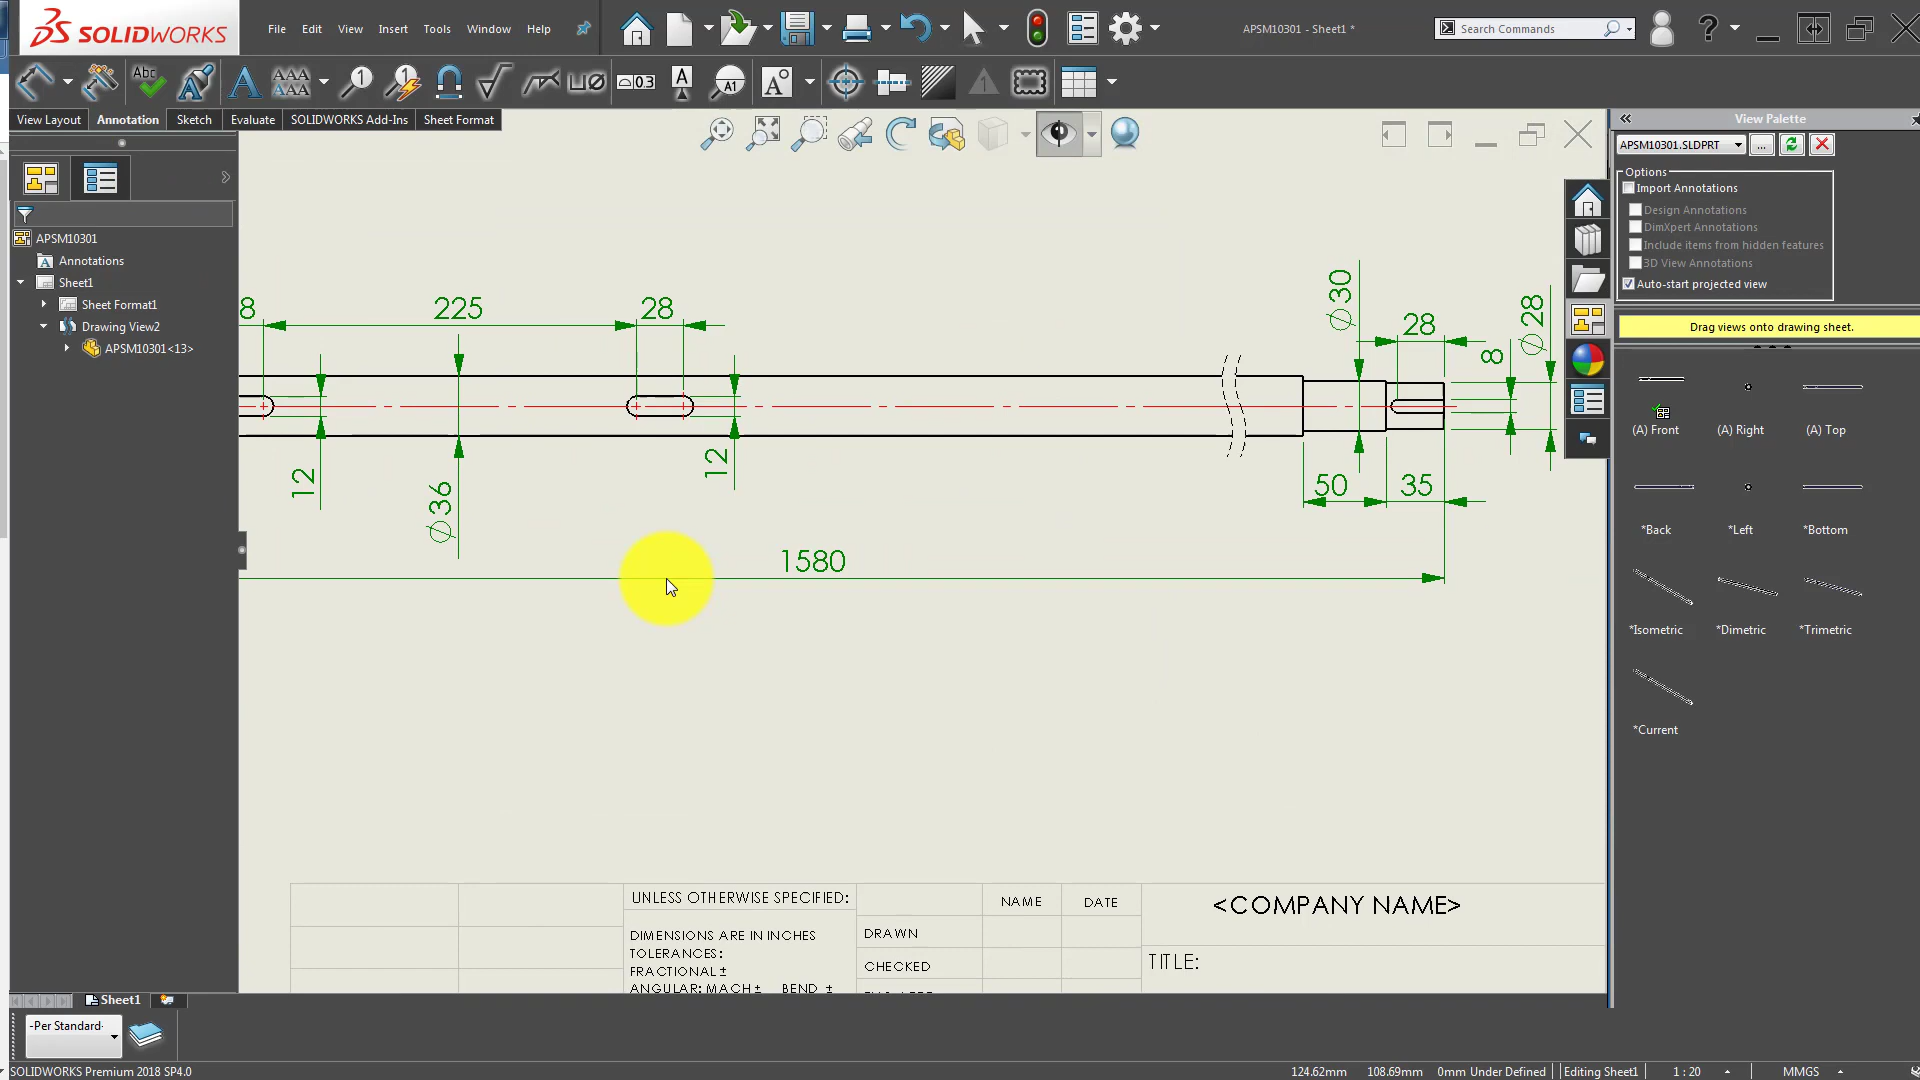 SOLIDWORKS
File Edit View Insert Tools Window Help
APSM10301 - Sheet1 *
Search Commands
View Layout Annotation Sketch Evaluate SOLIDWORKS Add-Ins Sheet Format
View Palette
APSM10301.SLDPRT
Options
Import Annotations
Design Annotations
DimXpert Annotations
Include items from hidden features
3D View Annotations
Auto-start projected view
Drag views onto drawing sheet.
(A) Front (A) Right (A) Top
*Back *Left *Bottom
*Isometric *Dimetric *Trimetric
*Current
APSM10301
Annotations
Sheet1
Sheet Format1
Drawing View2
APSM10301<13>
8 225 28
∅30 28 8 ∅28
12 ∅36 12
50 35
1580
UNLESS OTHERWISE SPECIFIED:
DIMENSIONS ARE IN INCHES
TOLERANCES:
FRACTIONAL ±
ANGULAR: MACH ± BEND ±
NAME DATE
DRAWN
CHECKED
<COMPANY NAME>
TITLE:
Sheet1
-Per Standard-
SOLIDWORKS Premium 2018 SP4.0
124.62mm 108.69mm 0mm Under Defined Editing Sheet1 1 : 20 MMGS